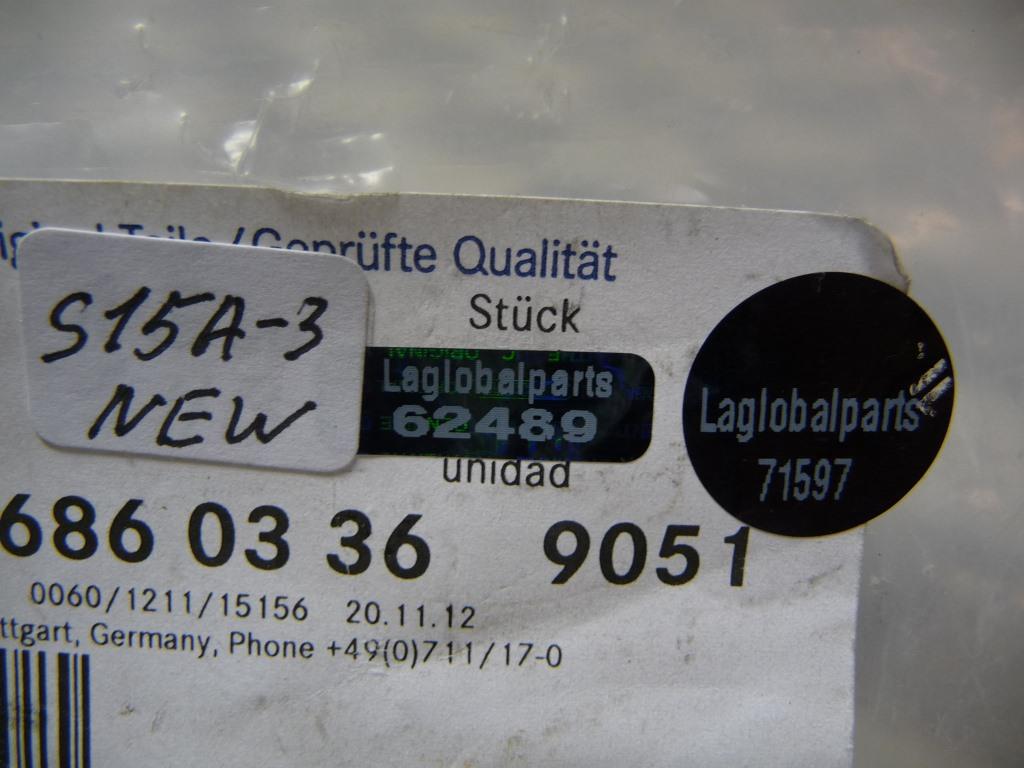 Teile / Geprüfte Qualität
Stück
S15A-3
NEW
Laglobalparts
62489
Laglobalparts
71597
unidad
686 03 36 9051
0060/1211/15156 20.11.12
ttgart, Germany, Phone +49(0)711/17-0